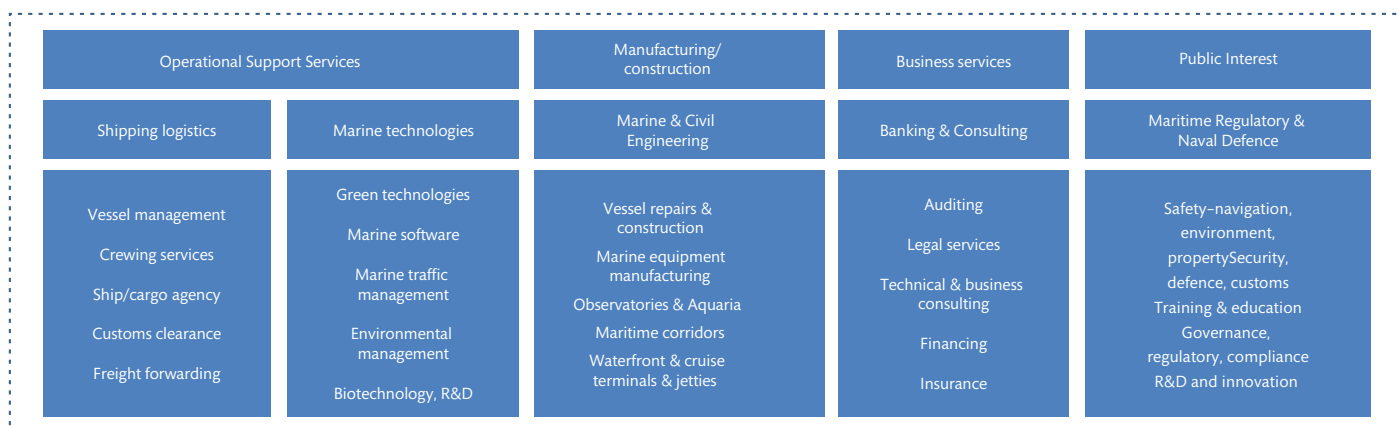 Operational Support Services
Manufacturing/
construction
Business services
Public Interest
Shipping logistics
Marine technologies
Marine & Civil
Engineering
Banking & Consulting
Maritime Regulatory &
Naval Defence
Vessel management
Crewing services
Ship/cargo agency
Customs clearance
Freight forwarding
Green technologies
Marine software
Marine traffic
management
Environmental
management
Biotechnology, R&D
Vessel repairs &
construction
Marine equipment
manufacturing
Observatories & Aquaria
Maritime corridors
Waterfront & cruise
terminals & jetties
Auditing
Legal services
Technical & business
consulting
Financing
Insurance
Safety–navigation,
environment,
propertySecurity,
defence, customs
Training & education
Governance,
regulatory, compliance
R&D and innovation